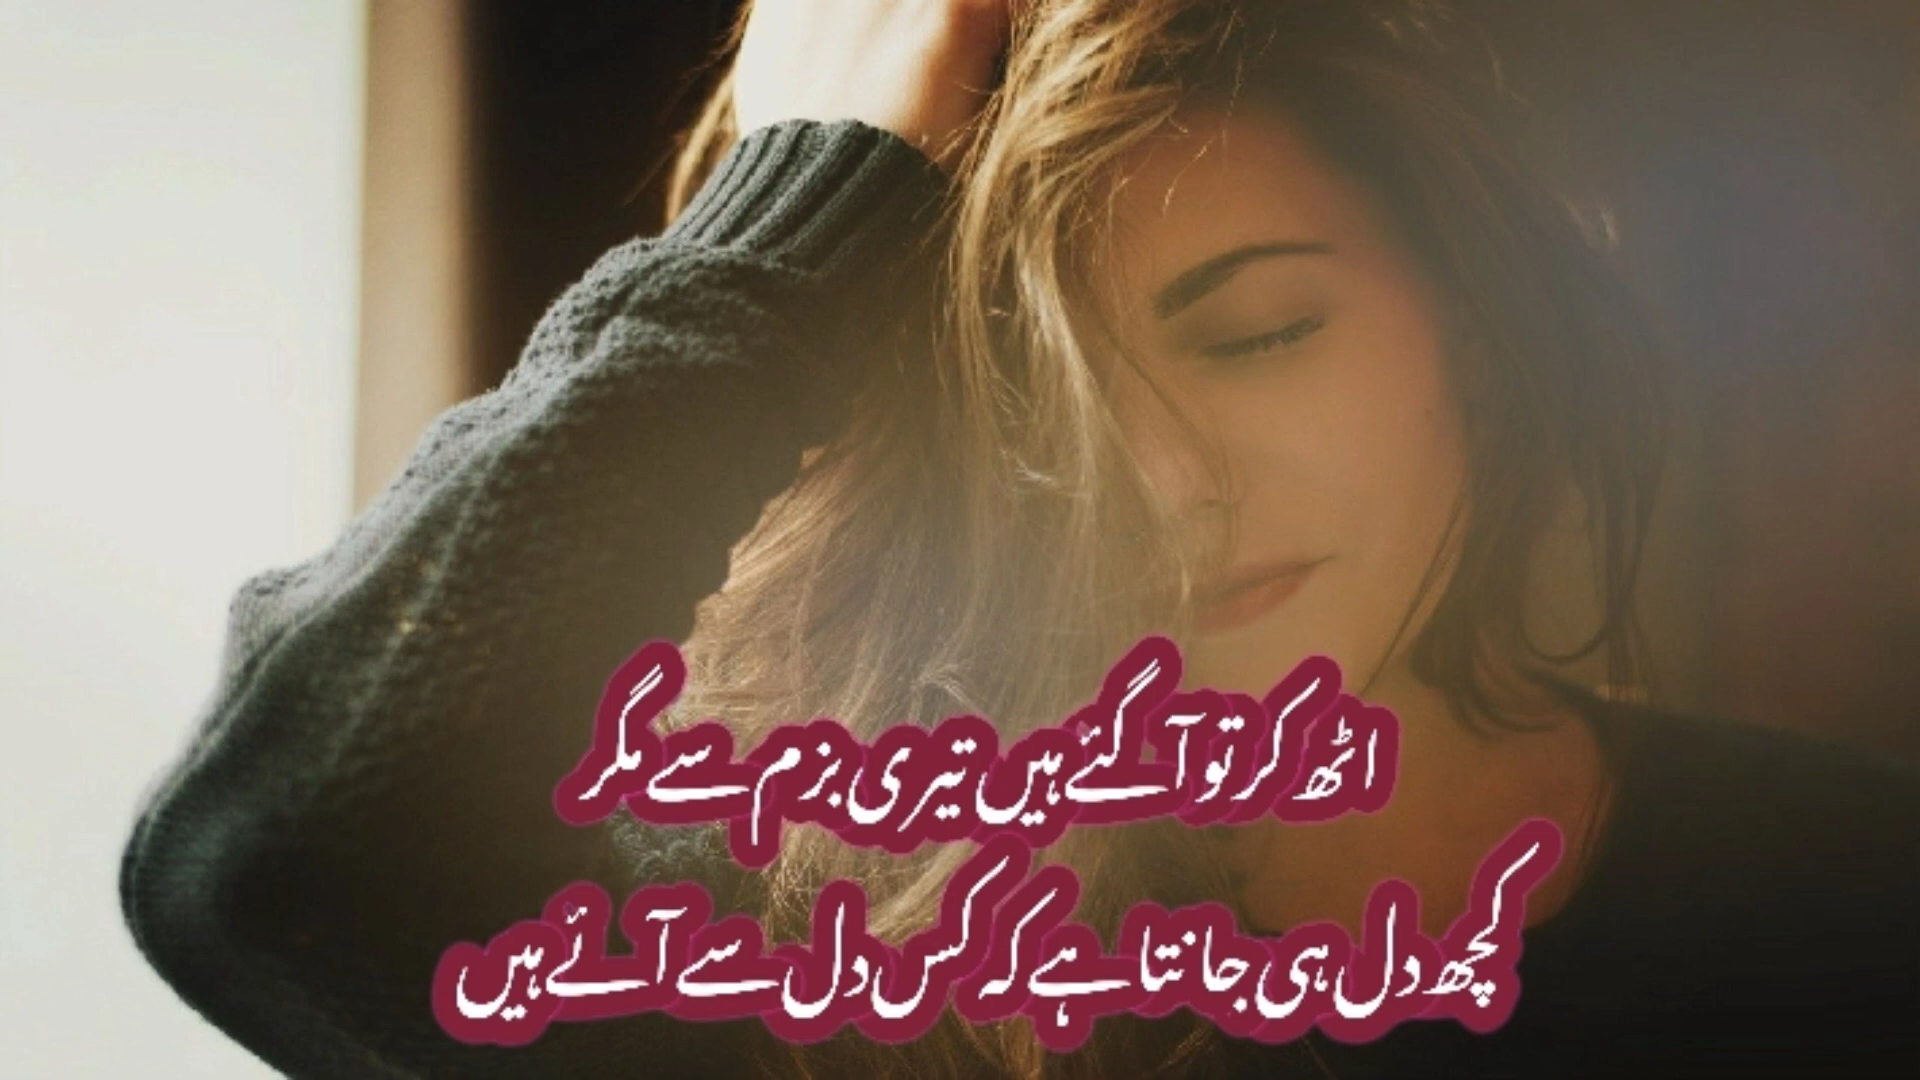 اٹھ کر تو آ گئے ہیں تیری بزم سے مگر
کچھ دل ہی جانتا ہے کہ کس دل سے آئے ہیں